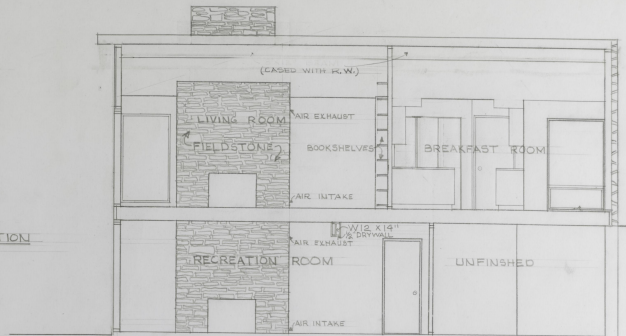 (CASED WITH R.W.)
LIVING ROOM
AIR EXHAUST
FIELDSTONE
BOOKSHELVES
BREAKFAST ROOM
AIR INTAKE
TION
W12 X 14"
½ DRYWALL
AIR EXHAUST
RECREATION ROOM
UNFINSHED
AIR INTAKE